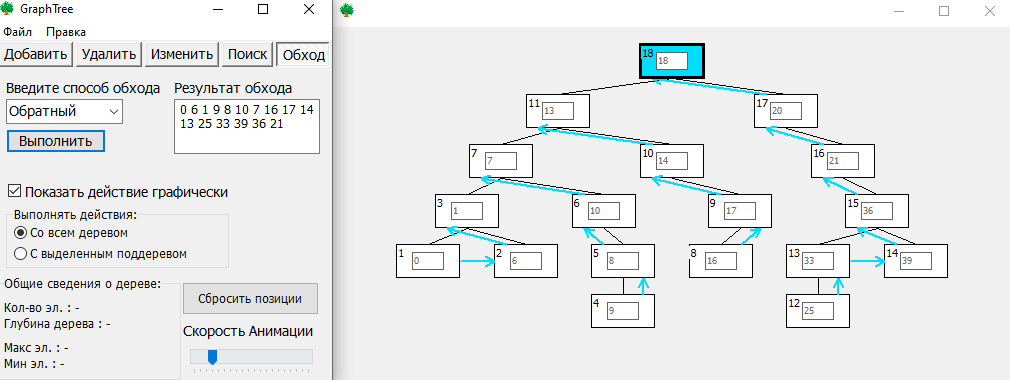 GraphTree
Файл Правка
Добавить Удалить Изменить Поиск Обход
Введите способ обхода
Обратный
Выполнить
Результат обхода
0 6 1 9 8 10 7 16 17 14
13 25 33 39 36 21
Показать действие графически
Выполнять действия:
Со всем деревом
С выделенным поддеревом
Общие сведения о дереве:
Кол-во эл. : -
Глубина дерева : -
Макс эл. : -
Мин эл. : -
Сбросить позиции
Скорость Анимации
18 18
11 13 17 20
7 7 10 14 16 21
3 1 6 10 9 17 15 36
1 0 2 6 5 8 8 16 13 33 14 39
4 9 12 25